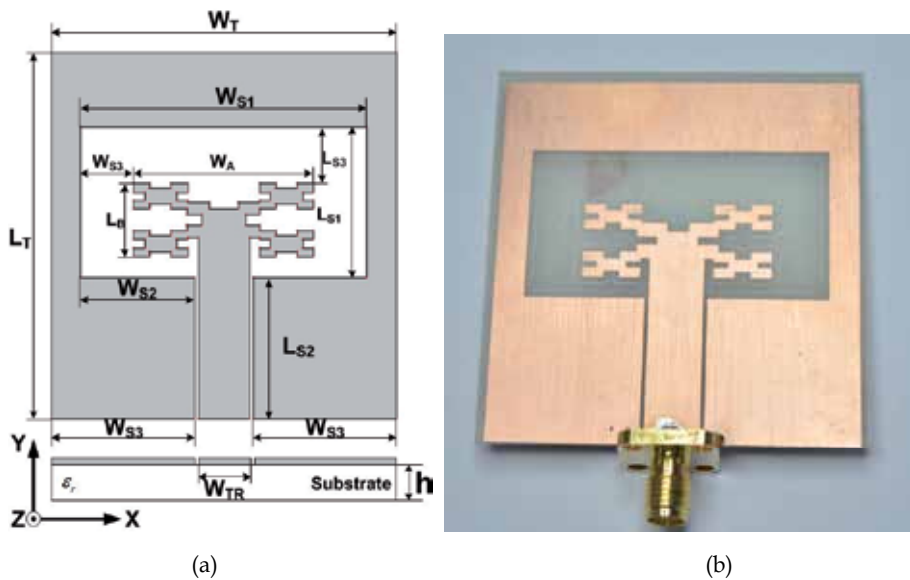 W_T
W_S1
W_S3 W_A L_S3
L_B L_S1
L_T
W_S2
L_S2
W_S3 W_S3
Y
ε_r W_TR Substrate h
Z X
(a) (b)